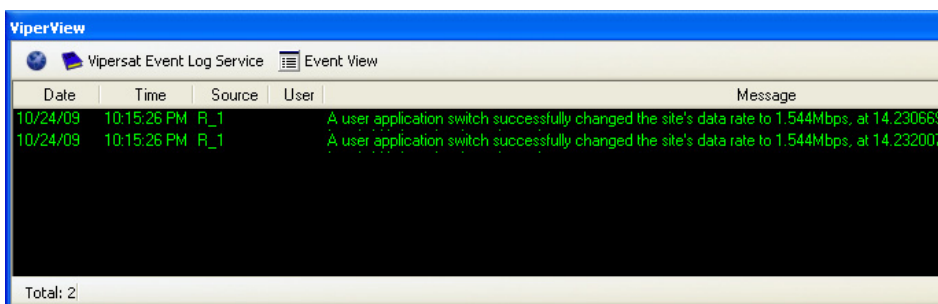 ViperView
Vipersat Event Log Service Event View
Date Time Source User Message
10/24/09 10:15:26 PM R_1 A user application switch successfully changed the site's data rate to 1.544Mbps, at 14.230669
10/24/09 10:15:26 PM R_1 A user application switch successfully changed the site's data rate to 1.544Mbps, at 14.232007
Total: 2